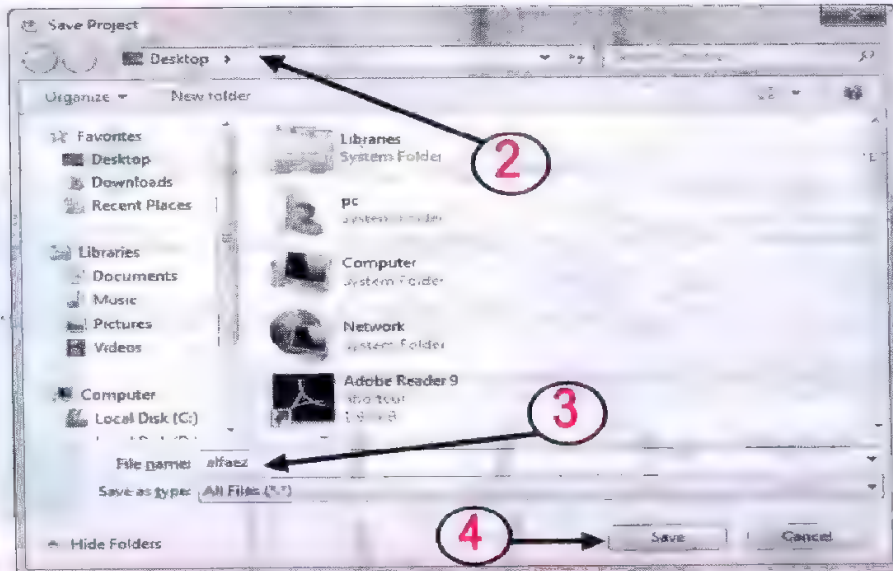 Save Project
Desktop
Organize
New folder
Favorites
Desktop
Downloads
Recent Places
Libraries
Documents
Music
Pictures
Videos
Computer
Local Disk (C:)
Libraries
System Folder
pc
System Folder
Computer
System Folder
Network
System Folder
Adobe Reader 9
Shortcut
2
3
File name: alfaez
Save as type: All Files (*.*)
4
Hide Folders
Save
Cancel